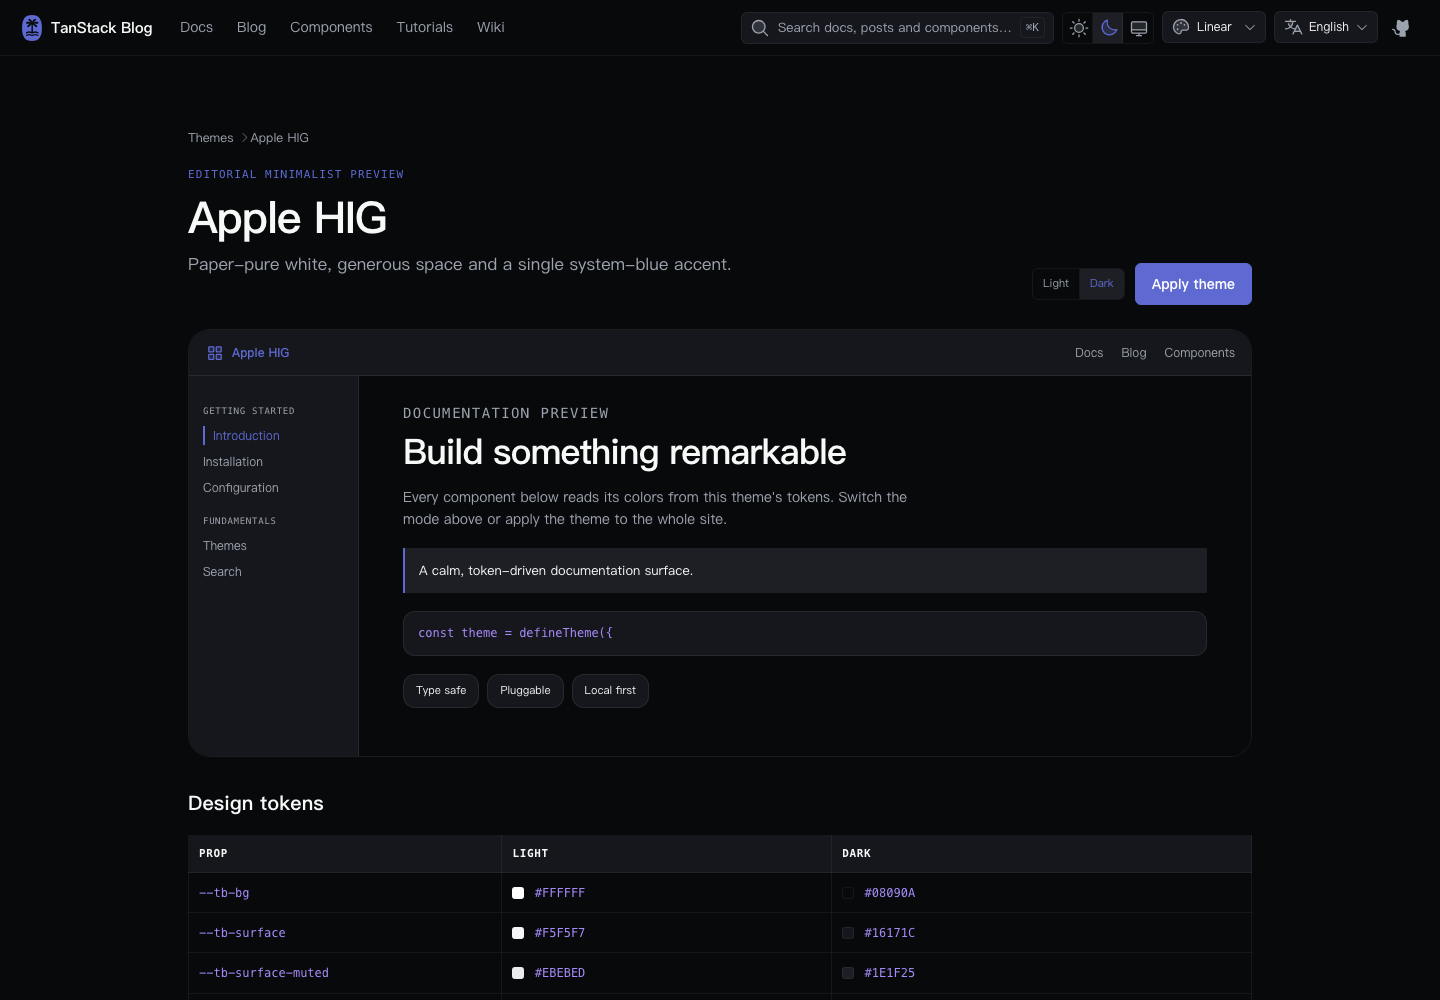 TanStack Blog
Docs
Blog
Components
Tutorials
Wiki
Search docs, posts and components...
⌘K
Linear
English
Themes
Apple HIG
EDITORIAL MINIMALIST PREVIEW
Apple HIG
Paper-pure white, generous space and a single system-blue accent.
Light
Dark
Apply theme
Apple HIG
Docs
Blog
Components
GETTING STARTED
Introduction
Installation
Configuration
FUNDAMENTALS
Themes
Search
DOCUMENTATION PREVIEW
Build something remarkable
Every component below reads its colors from this theme's tokens. Switch the
mode above or apply the theme to the whole site.
A calm, token-driven documentation surface.
const theme = defineTheme({
Type safe
Pluggable
Local first
Design tokens
PROP LIGHT DARK
--tb-bg #FFFFFF #08090A
--tb-surface #F5F5F7 #16171C
--tb-surface-muted #EBEBED #1E1F25